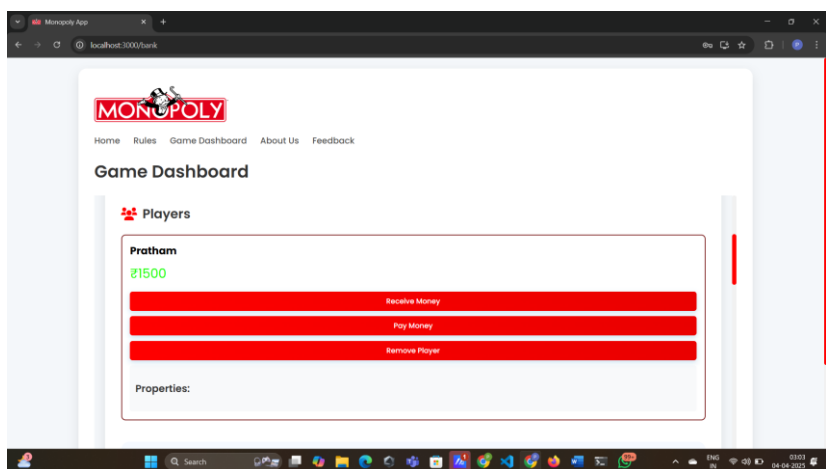 Monopoly App
localhost:3000/bank
MONOPOLY
Home Rules Game Dashboard About Us Feedback
Game Dashboard
Players
Pratham
₹1500
Receive Money
Pay Money
Remove Player
Properties:
Search
99+
ENG
IN
03:03
04-04-2025